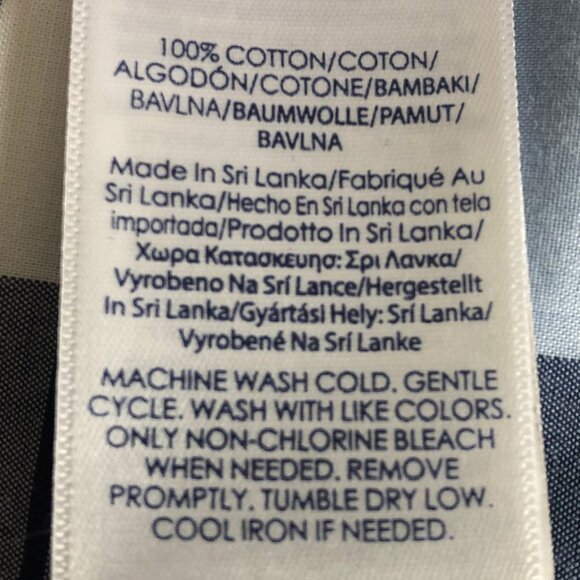 100% COTTON/COTON/
ALGODÓN/COTONE/BAMBAKI/
BAVLNA/BAUMWOLLE/PAMUT/
BAVLNA
Made In Sri Lanka/Fabriqué Au
Sri Lanka/Hecho En Sri Lanka con tela
importada/Prodotto In Sri Lanka/
Χωρα Κατασκευησ: Σρι Λανκα/
Vyrobeno Na Srí Lance/Hergestellt
In Sri Lanka/Gyártási Hely: Srí Lanka/
Vyrobené Na Srí Lanke
MACHINE WASH COLD. GENTLE
CYCLE. WASH WITH LIKE COLORS.
ONLY NON-CHLORINE BLEACH
WHEN NEEDED. REMOVE
PROMPTLY. TUMBLE DRY LOW.
COOL IRON IF NEEDED.